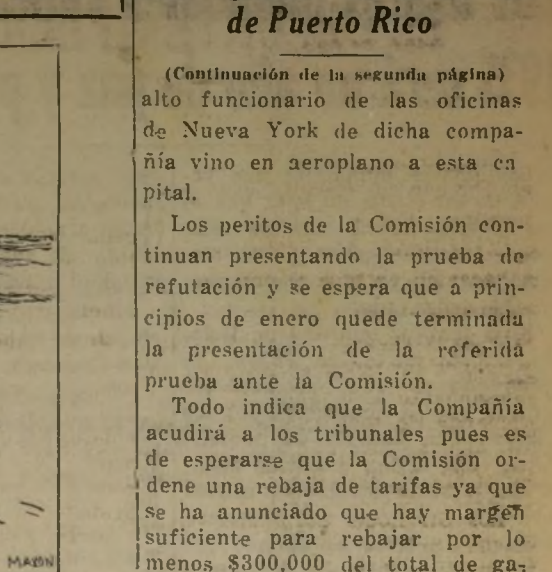 de Puerto Rico
(Continuación de la segunda página)
alto funcionario de las oficinas
de Nueva York de dicha compa-
ñía vino en aeroplano a esta ca
pital.
Los peritos de la Comisión con-
tinuan presentando la prueba de
refutación y se espera que a prin-
cipios de enero quede terminada
la presentación de la referida
prueba ante la Comisión.
Todo indica que la Compañía
acudirá a los tribunales pues es
de esperarse que la Comisión or-
dene una rebaja de tarifas ya que
se ha anunciado que hay margen
suficiente para rebajar por lo
menos $300,000 del total de ga-